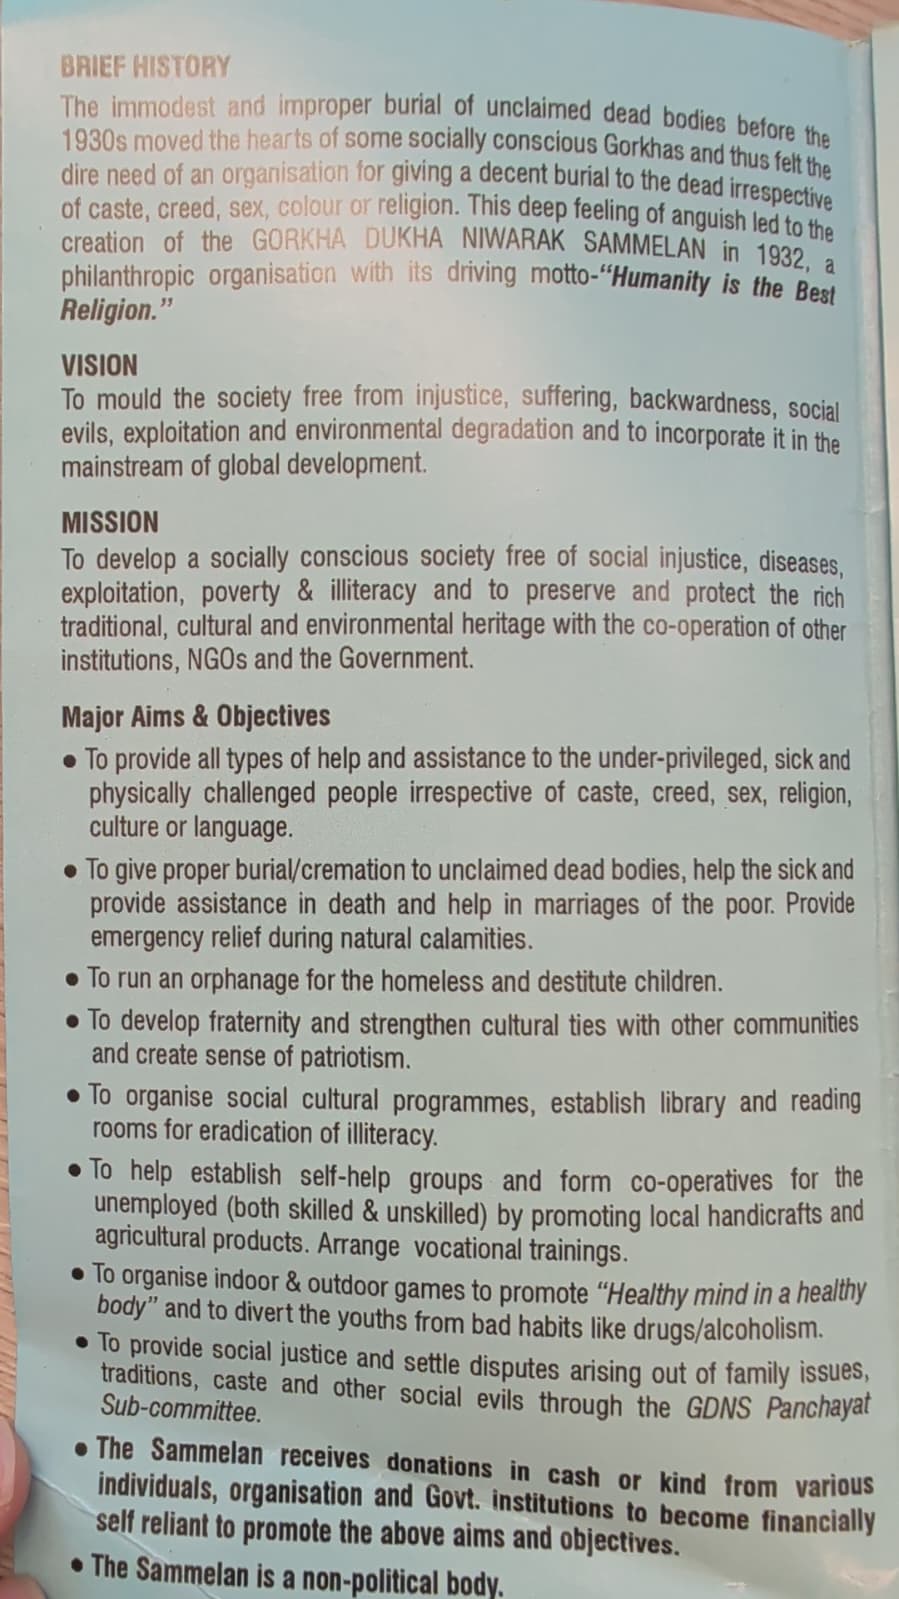 BRIEF HISTORY
The immodest and improper burial of unclaimed dead bodies before the
1930s moved the hearts of some socially conscious Gorkhas and thus felt the
dire need of an organisation for giving a decent burial to the dead irrespective
of caste, creed, sex, colour or religion. This deep feeling of anguish led to the
creation of the GORKHA DUKHA NIWARAK SAMMELAN in 1932, a
philanthropic organisation with its driving motto-“Humanity is the Best
Religion.”
VISION
To mould the society free from injustice, suffering, backwardness, social
evils, exploitation and environmental degradation and to incorporate it in the
mainstream of global development.
MISSION
To develop a socially conscious society free of social injustice, diseases,
exploitation, poverty & illiteracy and to preserve and protect the rich
traditional, cultural and environmental heritage with the co-operation of other
institutions, NGOs and the Government.
Major Aims & Objectives
● To provide all types of help and assistance to the under-privileged, sick and
physically challenged people irrespective of caste, creed, sex, religion,
culture or language.
● To give proper burial/cremation to unclaimed dead bodies, help the sick and
provide assistance in death and help in marriages of the poor. Provide
emergency relief during natural calamities.
● To run an orphanage for the homeless and destitute children.
● To develop fraternity and strengthen cultural ties with other communities
and create sense of patriotism.
● To organise social cultural programmes, establish library and reading
rooms for eradication of illiteracy.
● To help establish self-help groups and form co-operatives for the
unemployed (both skilled & unskilled) by promoting local handicrafts and
agricultural products. Arrange vocational trainings.
● To organise indoor & outdoor games to promote “Healthy mind in a healthy
body” and to divert the youths from bad habits like drugs/alcoholism.
● To provide social justice and settle disputes arising out of family issues,
traditions, caste and other social evils through the GDNS Panchayat
Sub-committee.
● The Sammelan receives donations in cash or kind from various
individuals, organisation and Govt. institutions to become financially
self reliant to promote the above aims and objectives.
● The Sammelan is a non-political body.